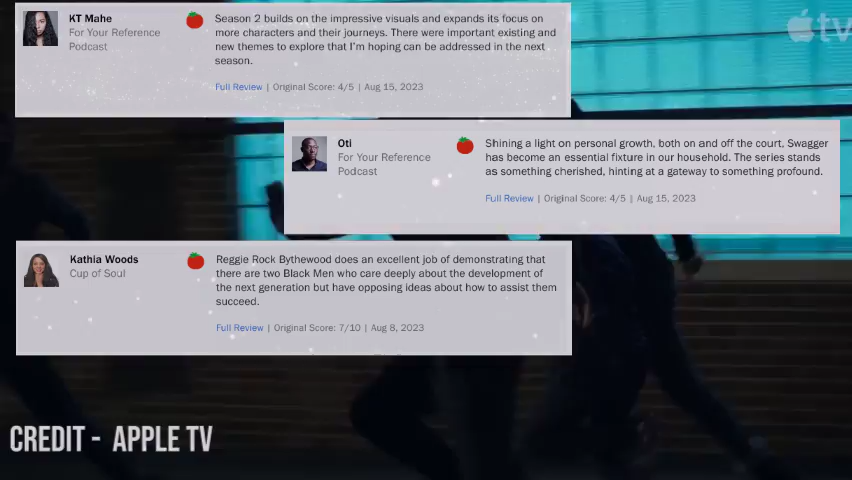 tv
KT Mahe
For Your Reference
Podcast
Season 2 builds on the impressive visuals and expands its focus on
more characters and their journeys. There were important existing and
new themes to explore that I'm hoping can be addressed in the next
season.
Full Review | Original Score: 4/5 | Aug 15, 2023
Oti
For Your Reference
Podcast
Shining a light on personal growth, both on and off the court, Swagger
has become an essential fixture in our household. The series stands
as something cherished, hinting at a gateway to something profound.
Full Review | Original Score: 4/5 | Aug 15, 2023
Kathia Woods
Cup of Soul
Reggie Rock Bythewood does an excellent job of demonstrating that
there are two Black Men who care deeply about the development of
the next generation but have opposing ideas about how to assist them
succeed.
Full Review | Original Score: 7/10 | Aug 8, 2023
CREDIT - APPLE TV